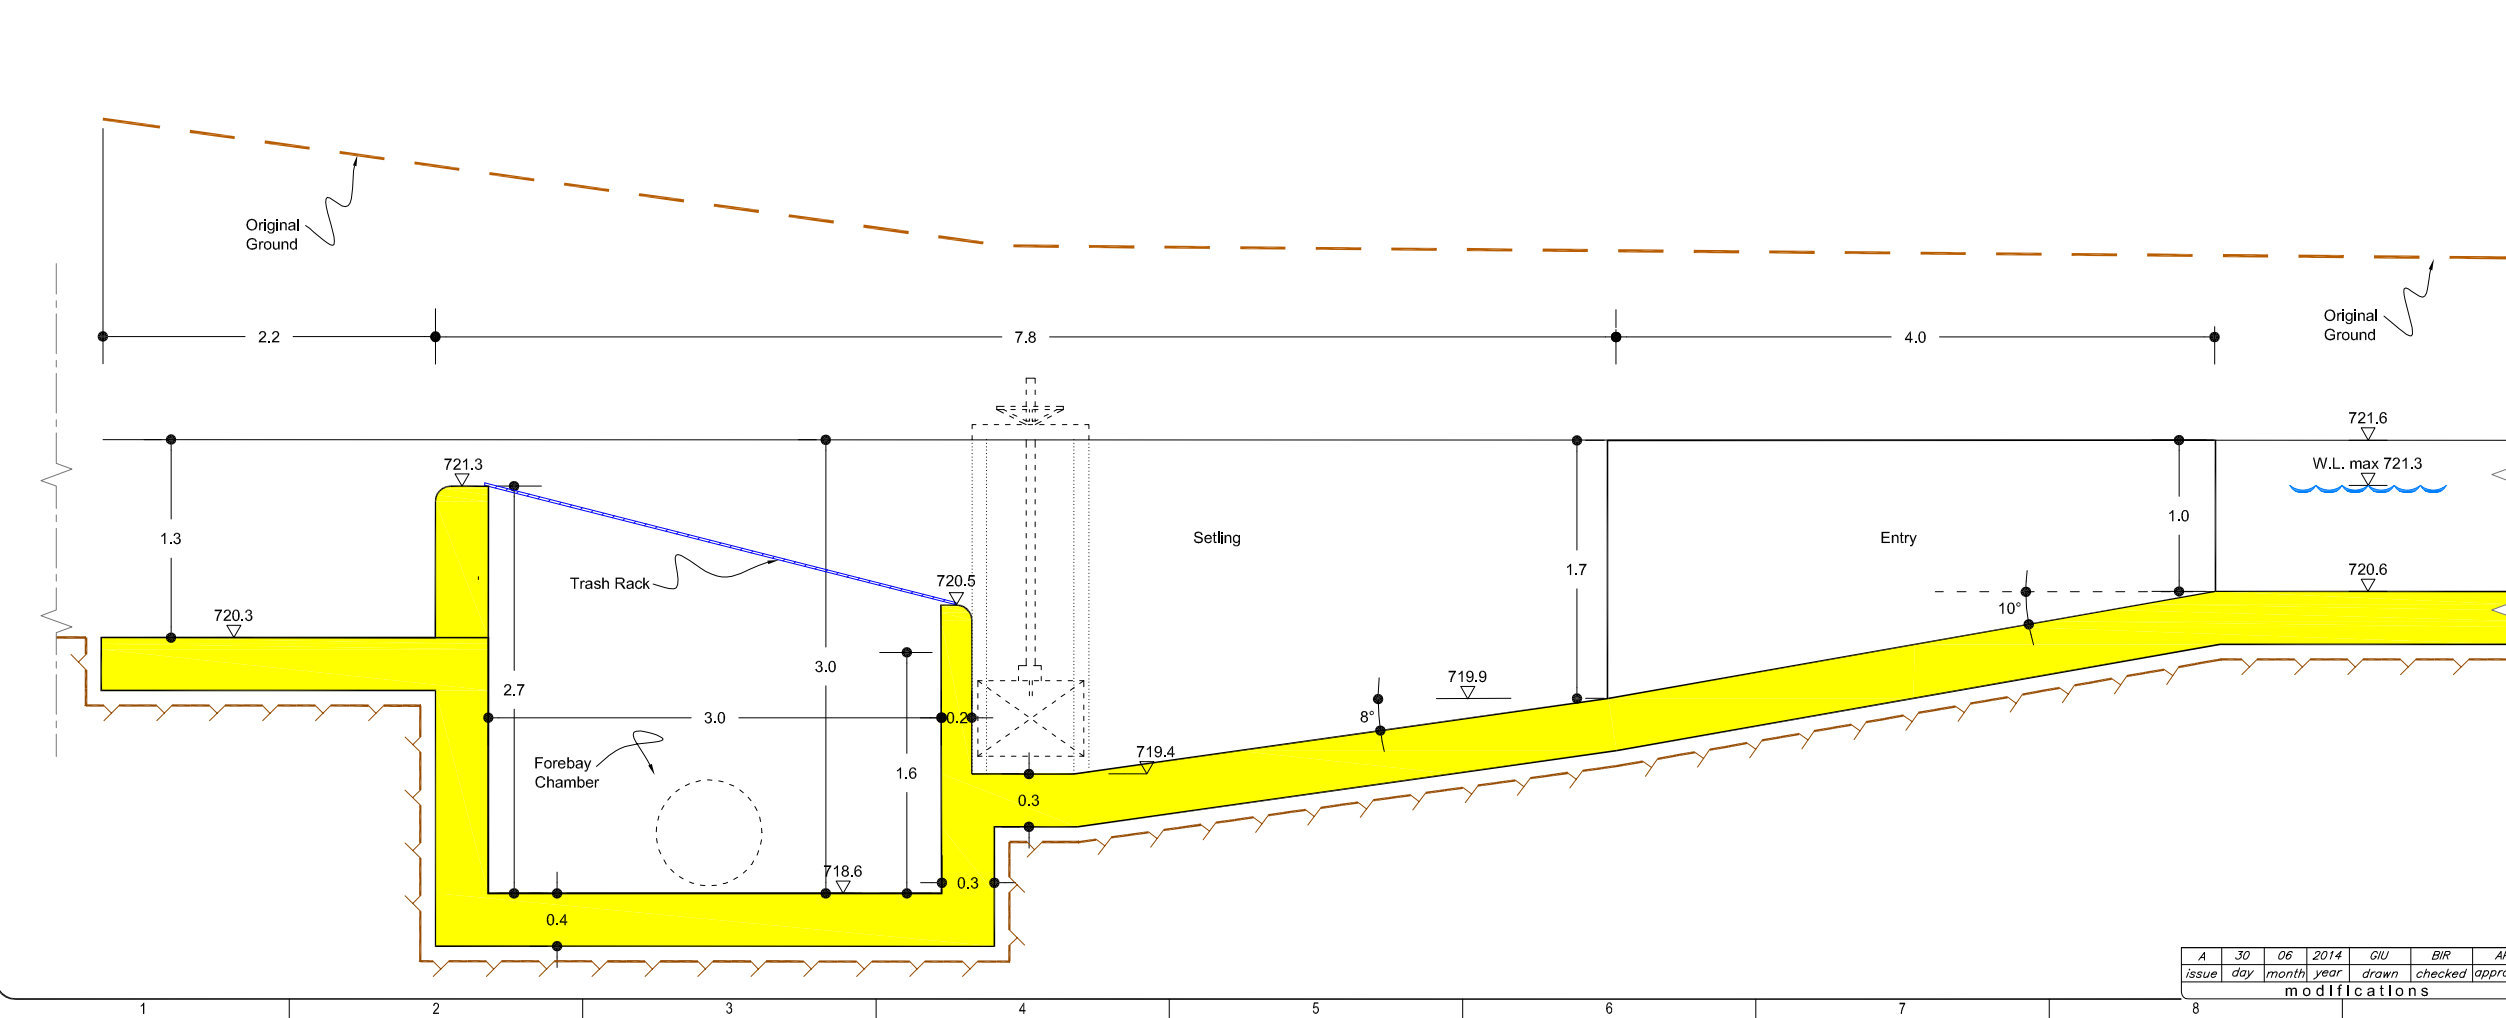 Original
Ground
2.2
7.8
4.0
Original
Ground
721.6
721.3
W.L. max 721.3
1.3
Setling
Entry
1.0
1.7
Trash Rack
720.5
720.6
720.3
10°
3.0
719.9
2.7
3.0
0.2
8°
719.4
Forebay
Chamber
1.6
0.3
718.6
0.3
0.4
A 30 06 2014 GIU BIR
issue day month year drawn checked
modifications
1 2 3 4 5 6 7 8